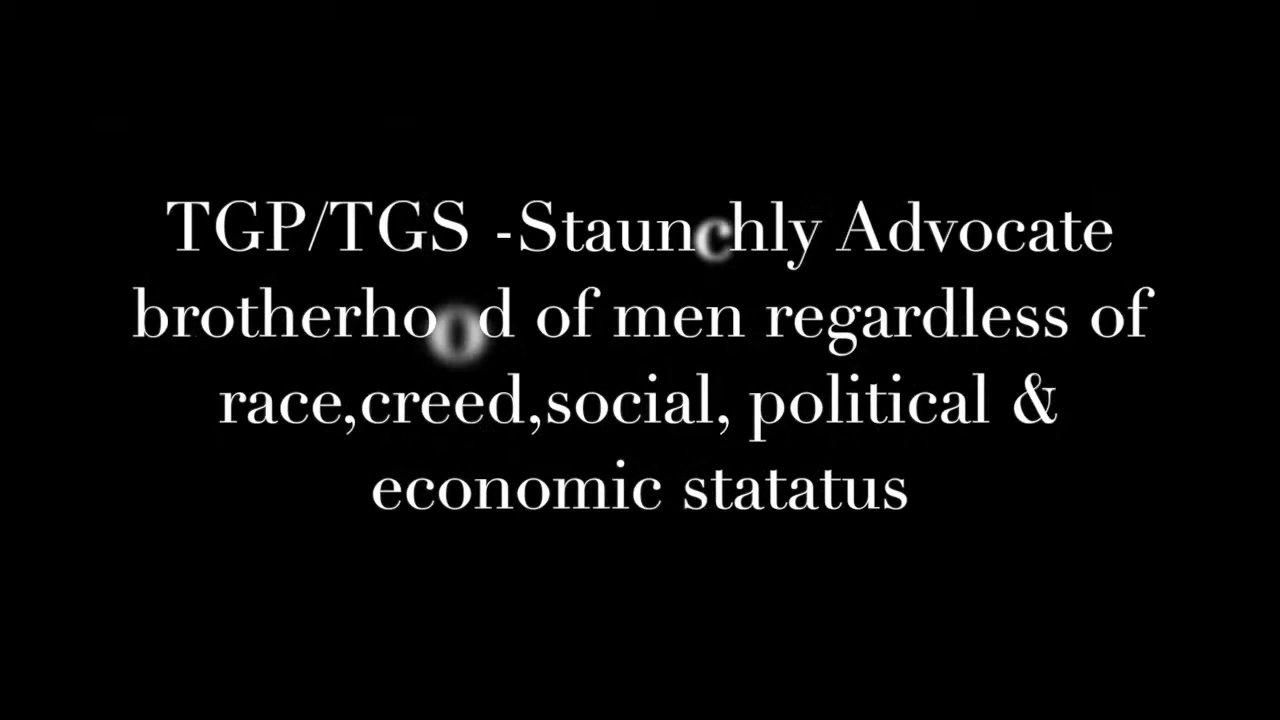 TGP/TGS -Staunchly Advocate
brotherhood of men regardless of
race,creed,social, political &
economic statatus